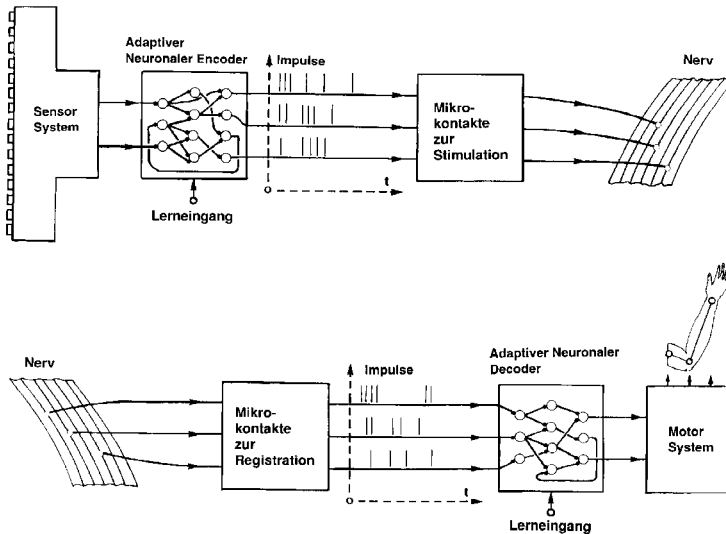 Adaptiver
Neuronaler Encoder
Impulse
Nerv
Sensor
System
Mikro-
kontakte
zur
Stimulation
t
Lerneingang
Nerv
Impulse
Adaptiver Neuronaler
Decoder
Mikro-
kontakte
zur
Registration
Motor
System
t
Lerneingang